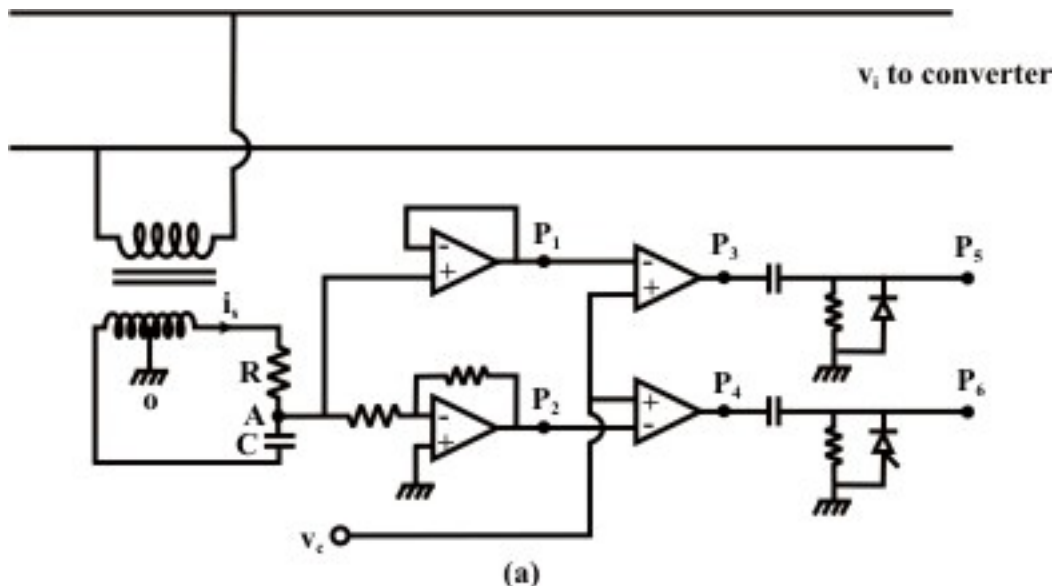 vᵢ to converter
P₁
P₃
P₅
iₛ
R
o
A
C
P₂
P₄
P₆
v꜀
(a)
- 
+
-
+
-
+
+
-